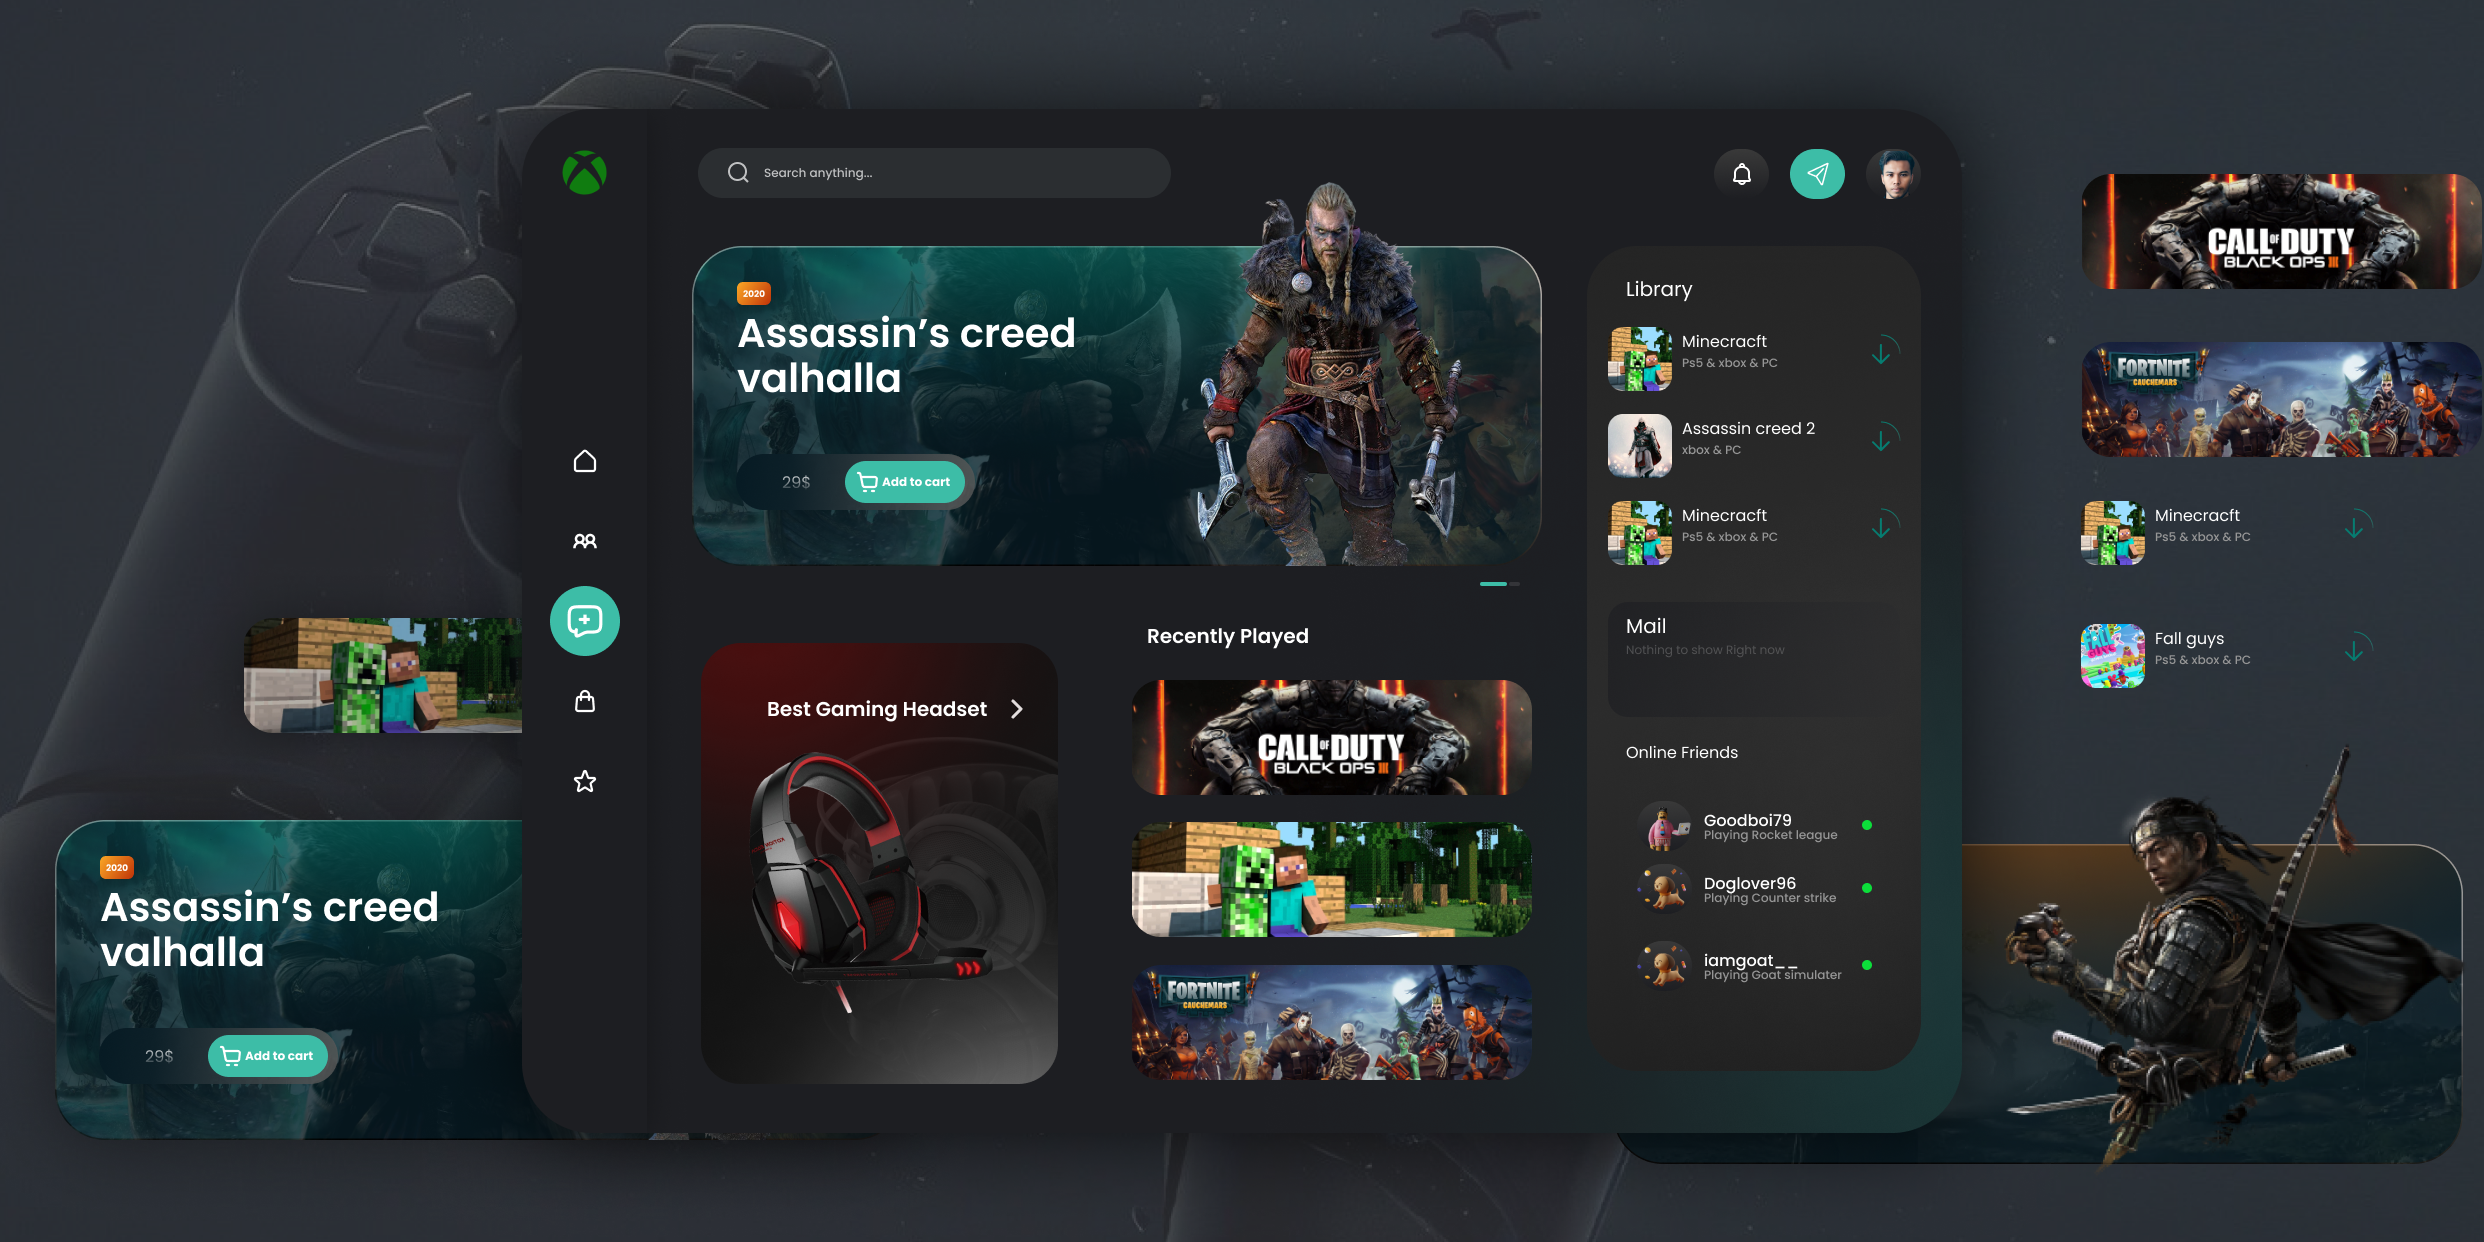 Search anything...
2020
Assassin's creed
valhalla
29$
Add to cart
Best Gaming Headset
Recently Played
CALL OF DUTY
BLACK OPS III
FORTNITE
CAUCHEMARS
Library
Minecracft
Ps5 & xbox & PC
Assassin creed 2
xbox & PC
Minecracft
Ps5 & xbox & PC
Mail
Nothing to show Right now
Online Friends
Goodboi79
Playing Rocket league
Doglover96
Playing Counter strike
iamgoat__
Playing Goat simulater
2020
Assassin's creed
valhalla
29$
Add to cart
CALL OF DUTY
BLACK OPS III
FORTNITE
CAUCHEMARS
Minecracft
Ps5 & xbox & PC
Fall guys
Ps5 & xbox & PC